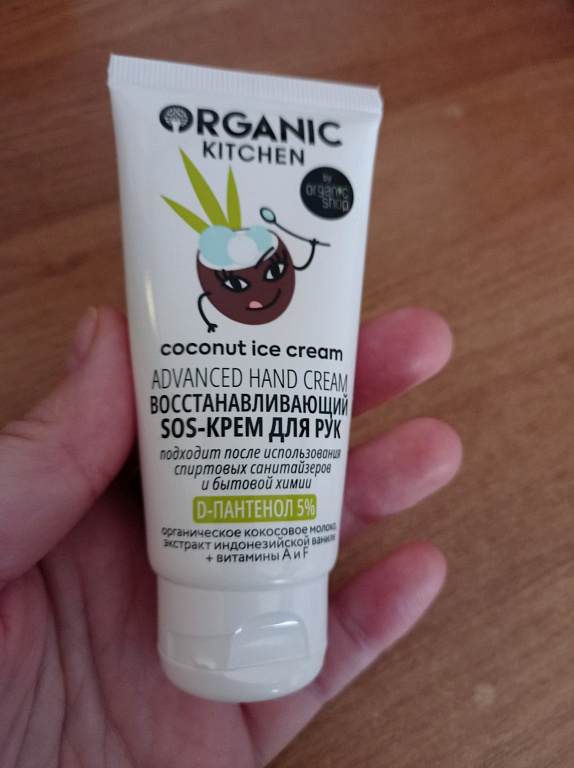 ORGANIC
KITCHEN
by
organic
shop
coconut ice cream
ADVANCED HAND CREAM
ВОССТАНАВЛИВАЮЩИЙ
SOS-КРЕМ ДЛЯ РУК
подходит после использования
спиртовых санитайзеров
и бытовой химии
D-ПАНТЕНОЛ 5%
органическое кокосовое молоко,
экстракт индонезийской ванили
+ витамины А и F